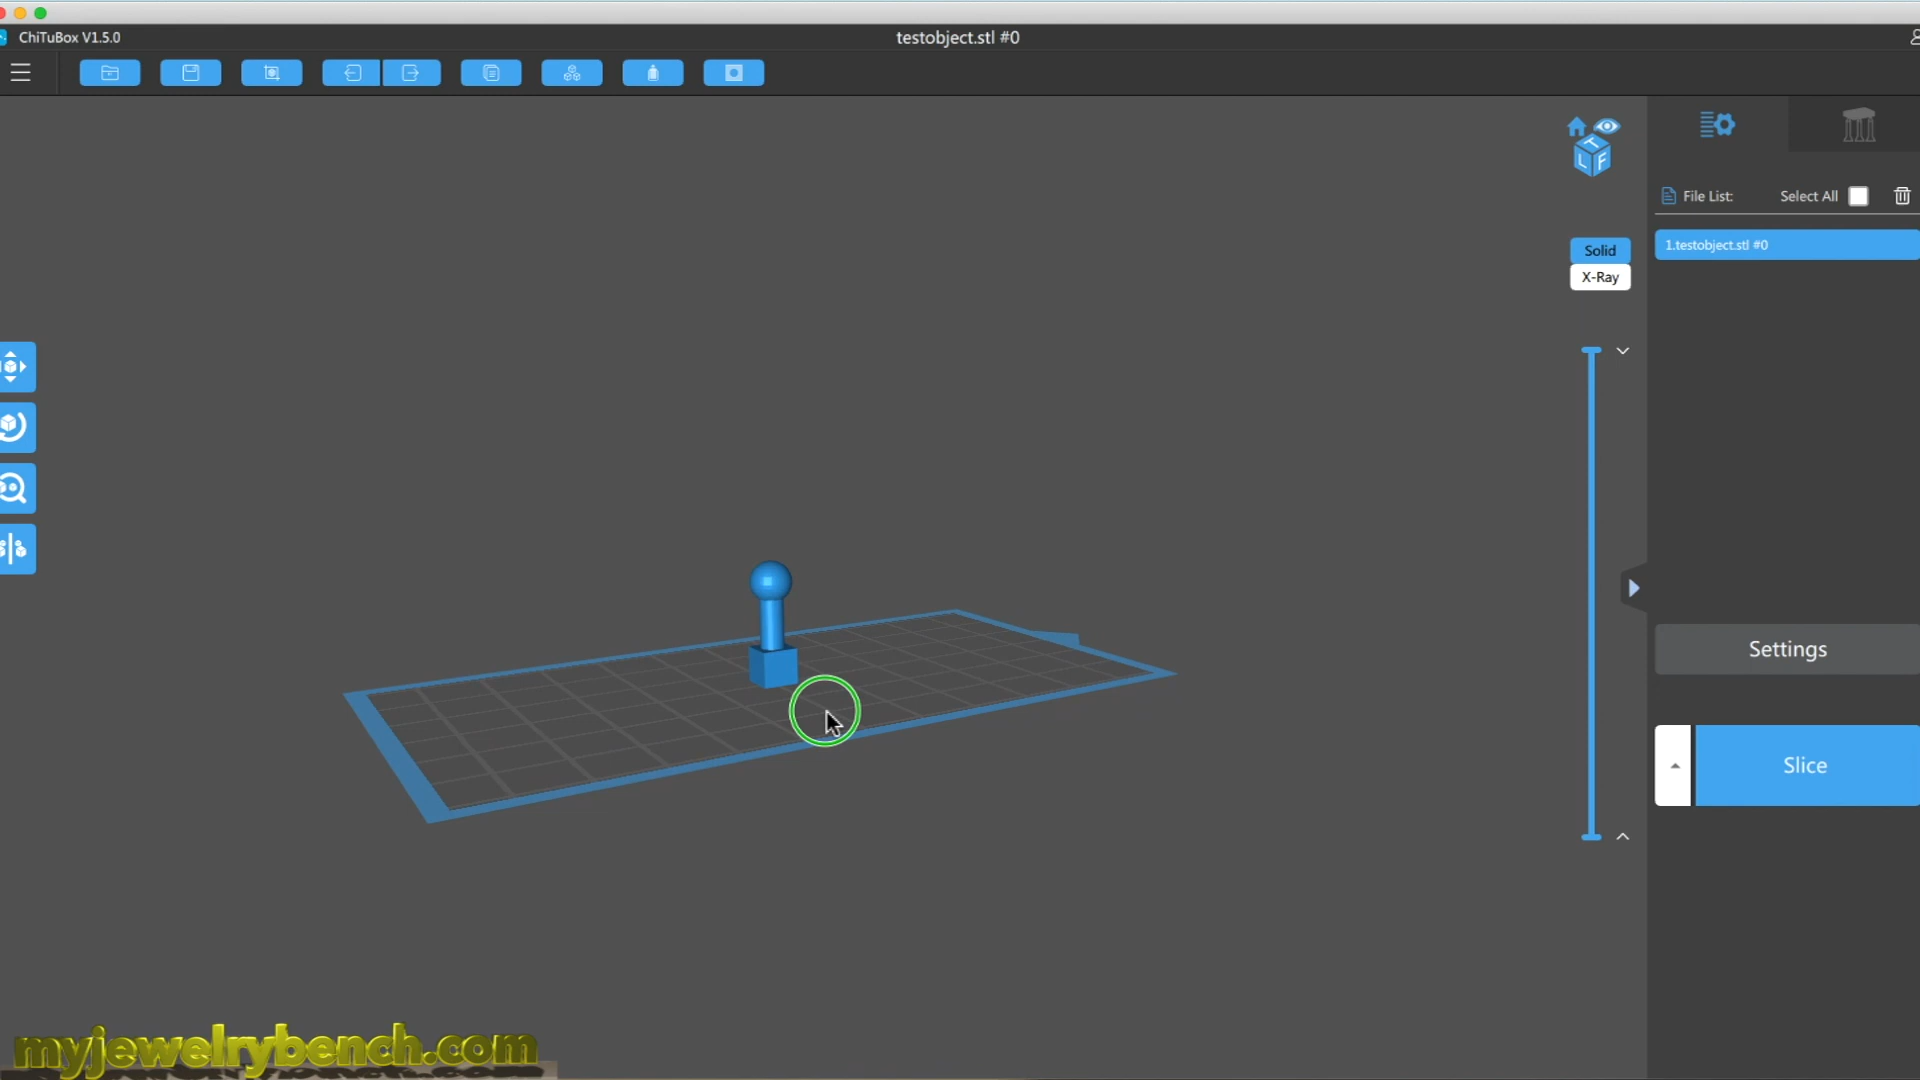 ChiTuBox V1.5.0
testobject.stl #0
T
L F
File List:
Select All
Solid
X-Ray
1.testobject.stl #0
Settings
Slice
myjewelrybench.com